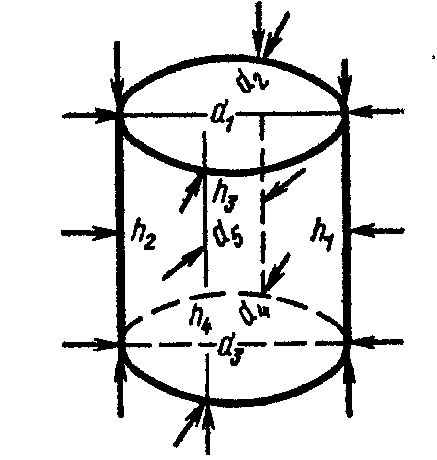 d₂
d₁
h₃
h₂ d₅ h₁
h₄ d₄
d₃